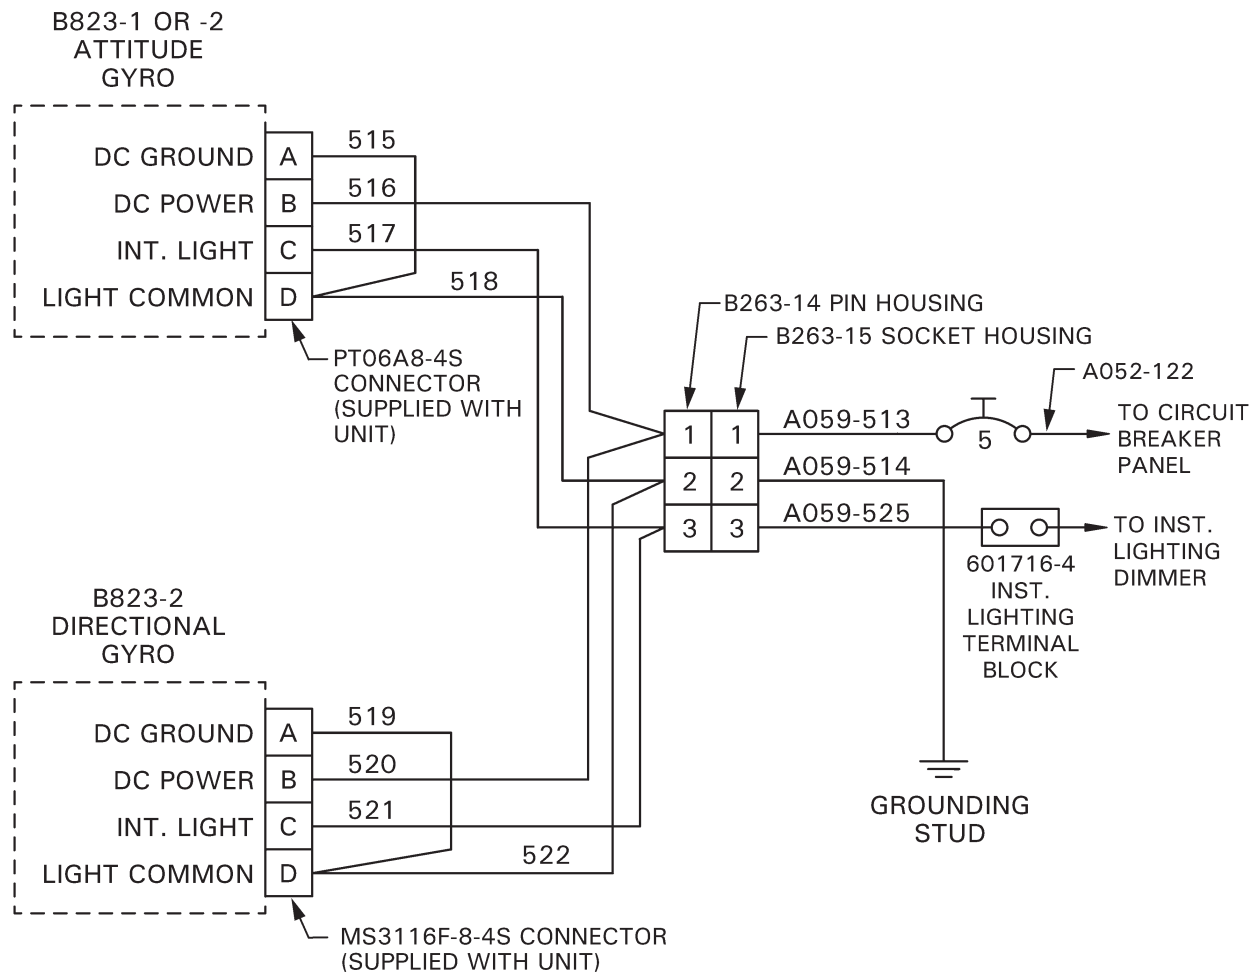 B823-1 OR -2
ATTITUDE
GYRO
DC GROUND A 515
DC POWER B 516
INT. LIGHT C 517
LIGHT COMMON D 518
PT06A8-4S
CONNECTOR
(SUPPLIED WITH
UNIT)
B263-14 PIN HOUSING
B263-15 SOCKET HOUSING
A052-122
1 1 A059-513 5
TO CIRCUIT
BREAKER
PANEL
2 2 A059-514
3 3 A059-525
TO INST.
LIGHTING
DIMMER
601716-4
INST.
LIGHTING
TERMINAL
BLOCK
GROUNDING
STUD
B823-2
DIRECTIONAL
GYRO
DC GROUND A 519
DC POWER B 520
INT. LIGHT C 521
LIGHT COMMON D 522
MS3116F-8-4S CONNECTOR
(SUPPLIED WITH UNIT)